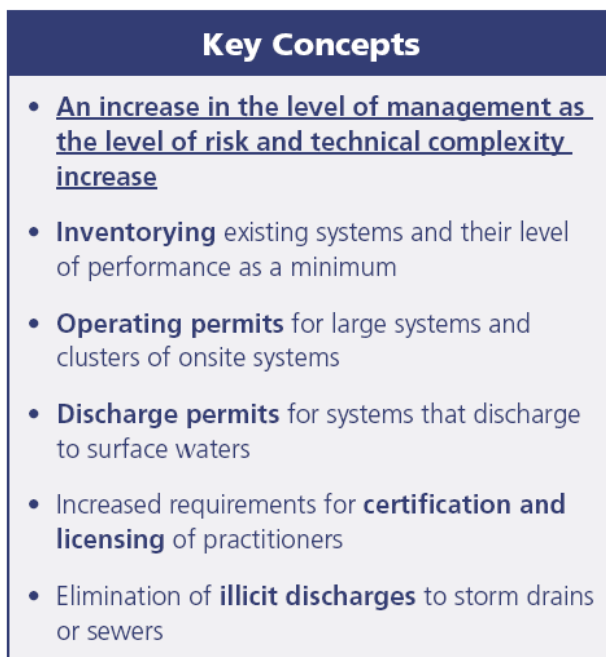 Key Concepts
• An increase in the level of management as
the level of risk and technical complexity
increase
• Inventorying existing systems and their level
of performance as a minimum
• Operating permits for large systems and
clusters of onsite systems
• Discharge permits for systems that discharge
to surface waters
• Increased requirements for certification and
licensing of practitioners
• Elimination of illicit discharges to storm drains
or sewers